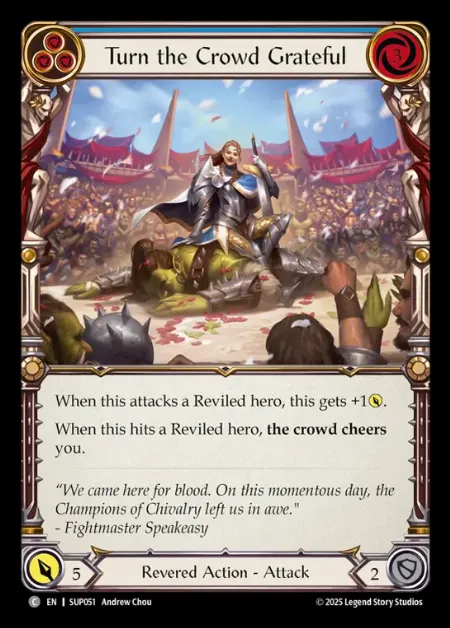 Turn the Crowd Grateful
3
When this attacks a Reviled hero, this gets +1.
When this hits a Reviled hero, the crowd cheers
you.
"We came here for blood. On this momentous day, the
Champions of Chivalry left us in awe."
- Fightmaster Speakeasy
5
Revered Action - Attack
2
C EN | SUP051 Andrew Chou
© 2025 Legend Story Studios